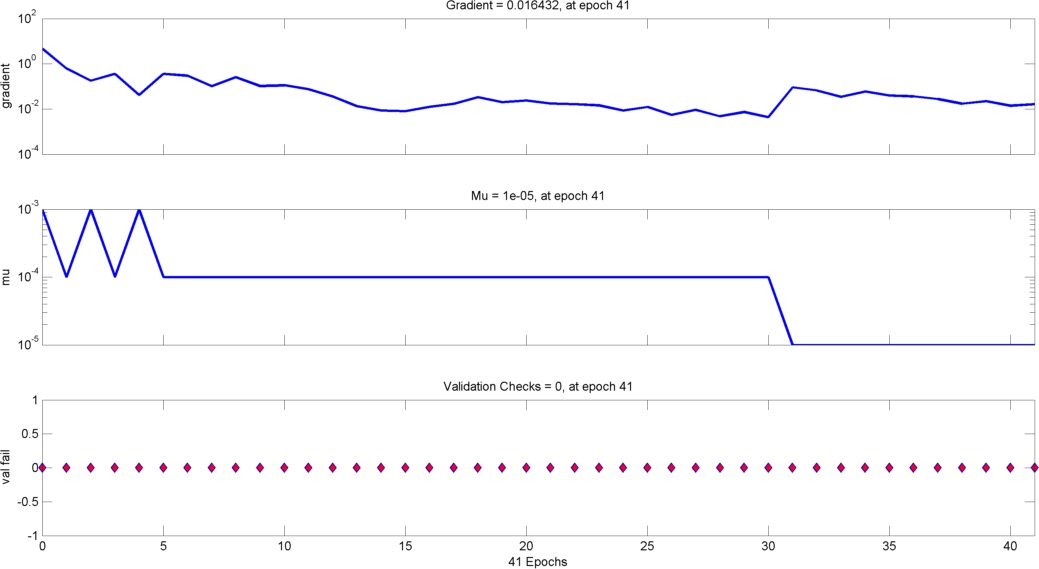 Gradient = 0.016432, at epoch 41
10^2
10^0
10^-2
10^-4
gradient
Mu = 1e-05, at epoch 41
10^-3
10^-4
10^-5
mu
Validation Checks = 0, at epoch 41
1
0.5
0
-0.5
-1
val fail
0 5 10 15 20 25 30 35 40
41 Epochs